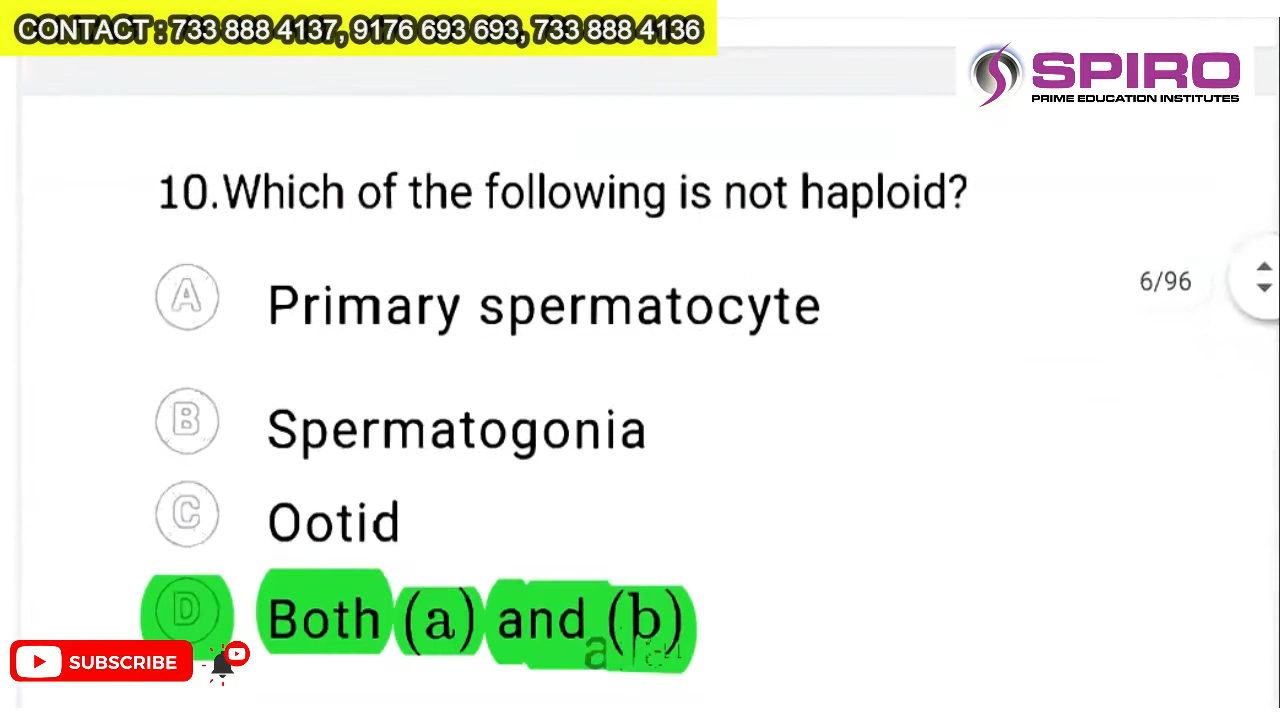 CONTACT : 733 888 4137, 9176 693 693, 733 888 4136
SPIRO
PRIME EDUCATION INSTITUTES
10.Which of the following is not haploid?
6/96
A Primary spermatocyte
B Spermatogonia
C Ootid
D Both (a) and (b)
SUBSCRIBE